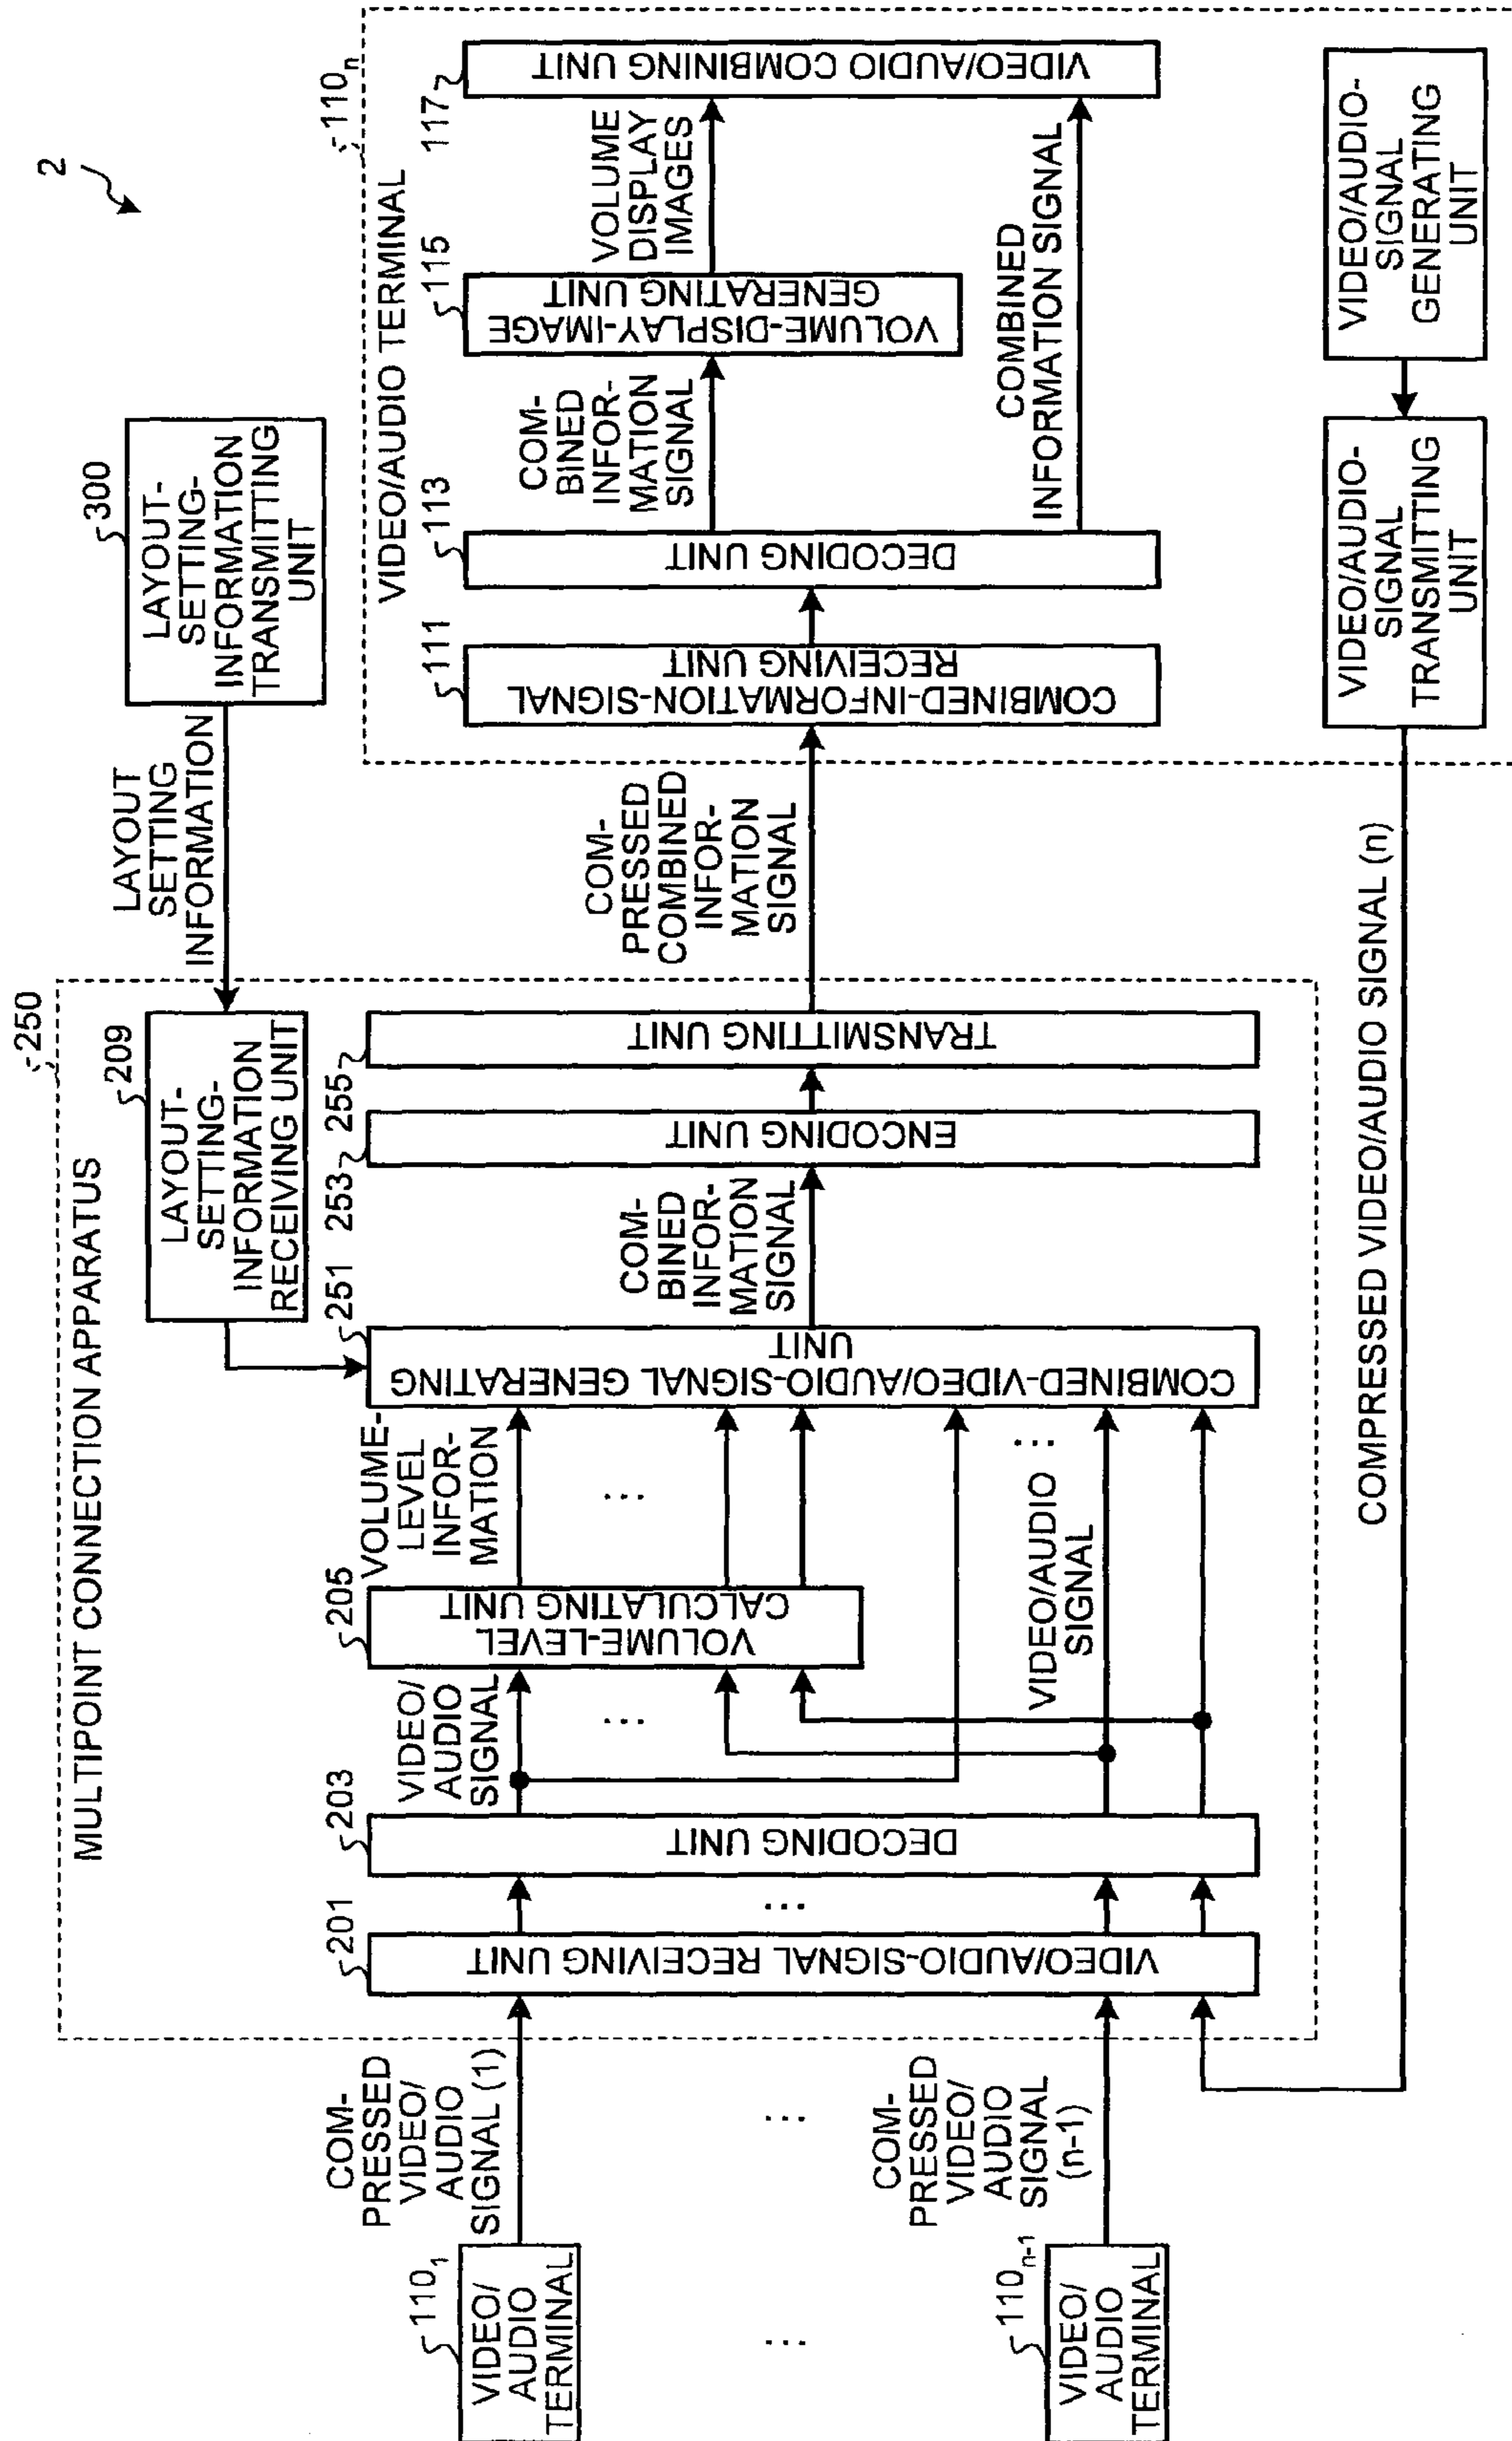 2
250
MULTIPOINT CONNECTION APPARATUS
209
LAYOUT-
SETTING-
INFORMATION
RECEIVING UNIT
LAYOUT
SETTING
INFORMATION
300
LAYOUT-
SETTING-
INFORMATION
TRANSMITTING
UNIT
110₁
VIDEO/
AUDIO
TERMINAL
COM-
PRESSED
VIDEO/
AUDIO
SIGNAL (1)
...
...
110ₙ₋₁
VIDEO/
AUDIO
TERMINAL
COM-
PRESSED
VIDEO/
AUDIO
SIGNAL
(n-1)
201
VIDEO/AUDIO-SIGNAL RECEIVING UNIT
...
203
DECODING UNIT
VIDEO/
AUDIO
SIGNAL
...
205
VOLUME-LEVEL
CALCULATING UNIT
VOLUME-
LEVEL
INFOR-
MATION
...
VIDEO/AUDIO
SIGNAL
...
251
COMBINED-VIDEO/AUDIO-SIGNAL GENERATING
UNIT
COM-
BINED
INFOR-
MATION
SIGNAL
253
ENCODING UNIT
255
TRANSMITTING UNIT
COM-
PRESSED
COMBINED
INFOR-
MATION
SIGNAL
110ₙ
VIDEO/AUDIO TERMINAL
111
COMBINED-INFORMATION-SIGNAL
RECEIVING UNIT
113
DECODING UNIT
COM-
BINED
INFOR-
MATION
SIGNAL
115
VOLUME-DISPLAY-IMAGE
GENERATING UNIT
VOLUME
DISPLAY
IMAGES
COMBINED
INFORMATION SIGNAL
117
VIDEO/AUDIO COMBINING UNIT
VIDEO/AUDIO-
SIGNAL
TRANSMITTING
UNIT
VIDEO/AUDIO-
SIGNAL
GENERATING
UNIT
COMPRESSED VIDEO/AUDIO SIGNAL (n)